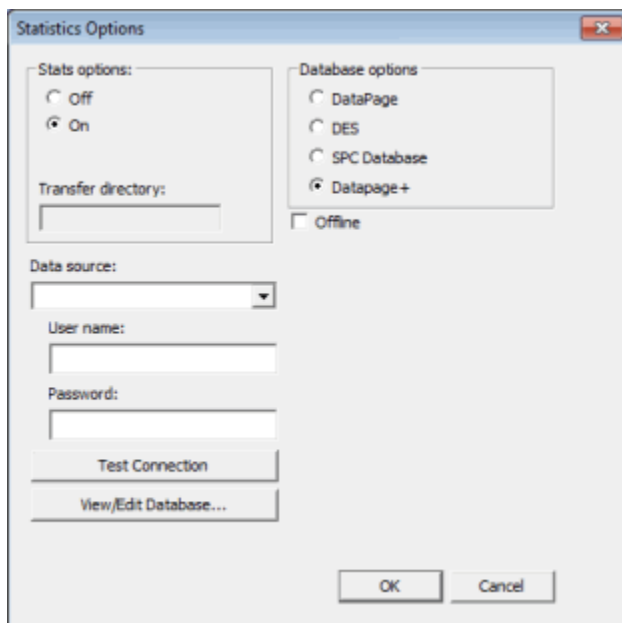 Statistics Options
Stats options:
Off
On
Transfer directory:
Database options
DataPage
DES
SPC Database
Datapage+
Offline
Data source:
User name:
Password:
Test Connection
View/Edit Database...
OK
Cancel